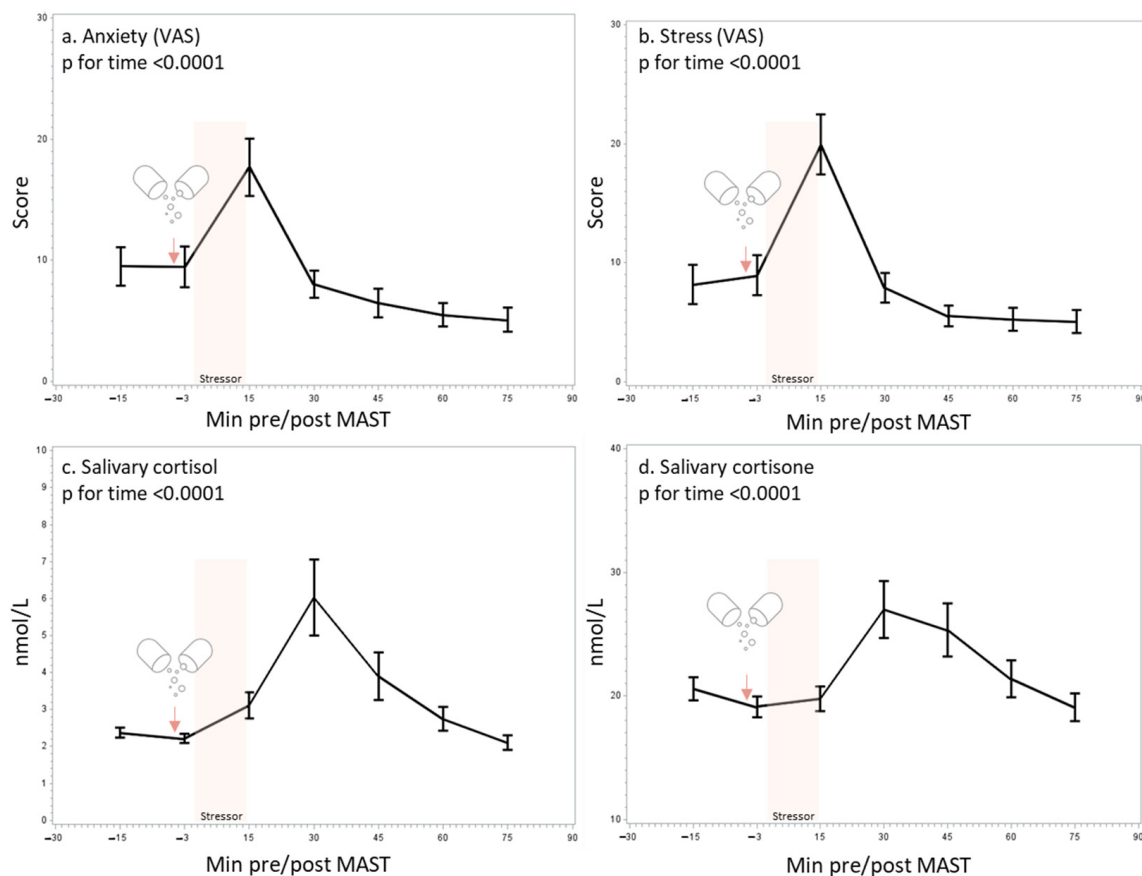 30
a. Anxiety (VAS)
p for time <0.0001
20
Score
10
0
Stressor
−30 −15 −3 15 30 45 60 75 90
Min pre/post MAST
30
b. Stress (VAS)
p for time <0.0001
20
Score
10
0
Stressor
−30 −15 −3 15 30 45 60 75 90
Min pre/post MAST
10
c. Salivary cortisol
p for time <0.0001
9
8
7
6
nmol/L
5
4
3
2
1
0
Stressor
−30 −15 −3 15 30 45 60 75 90
Min pre/post MAST
40
d. Salivary cortisone
p for time <0.0001
30
nmol/L
20
10
Stressor
−30 −15 −3 15 30 45 60 75 90
Min pre/post MAST